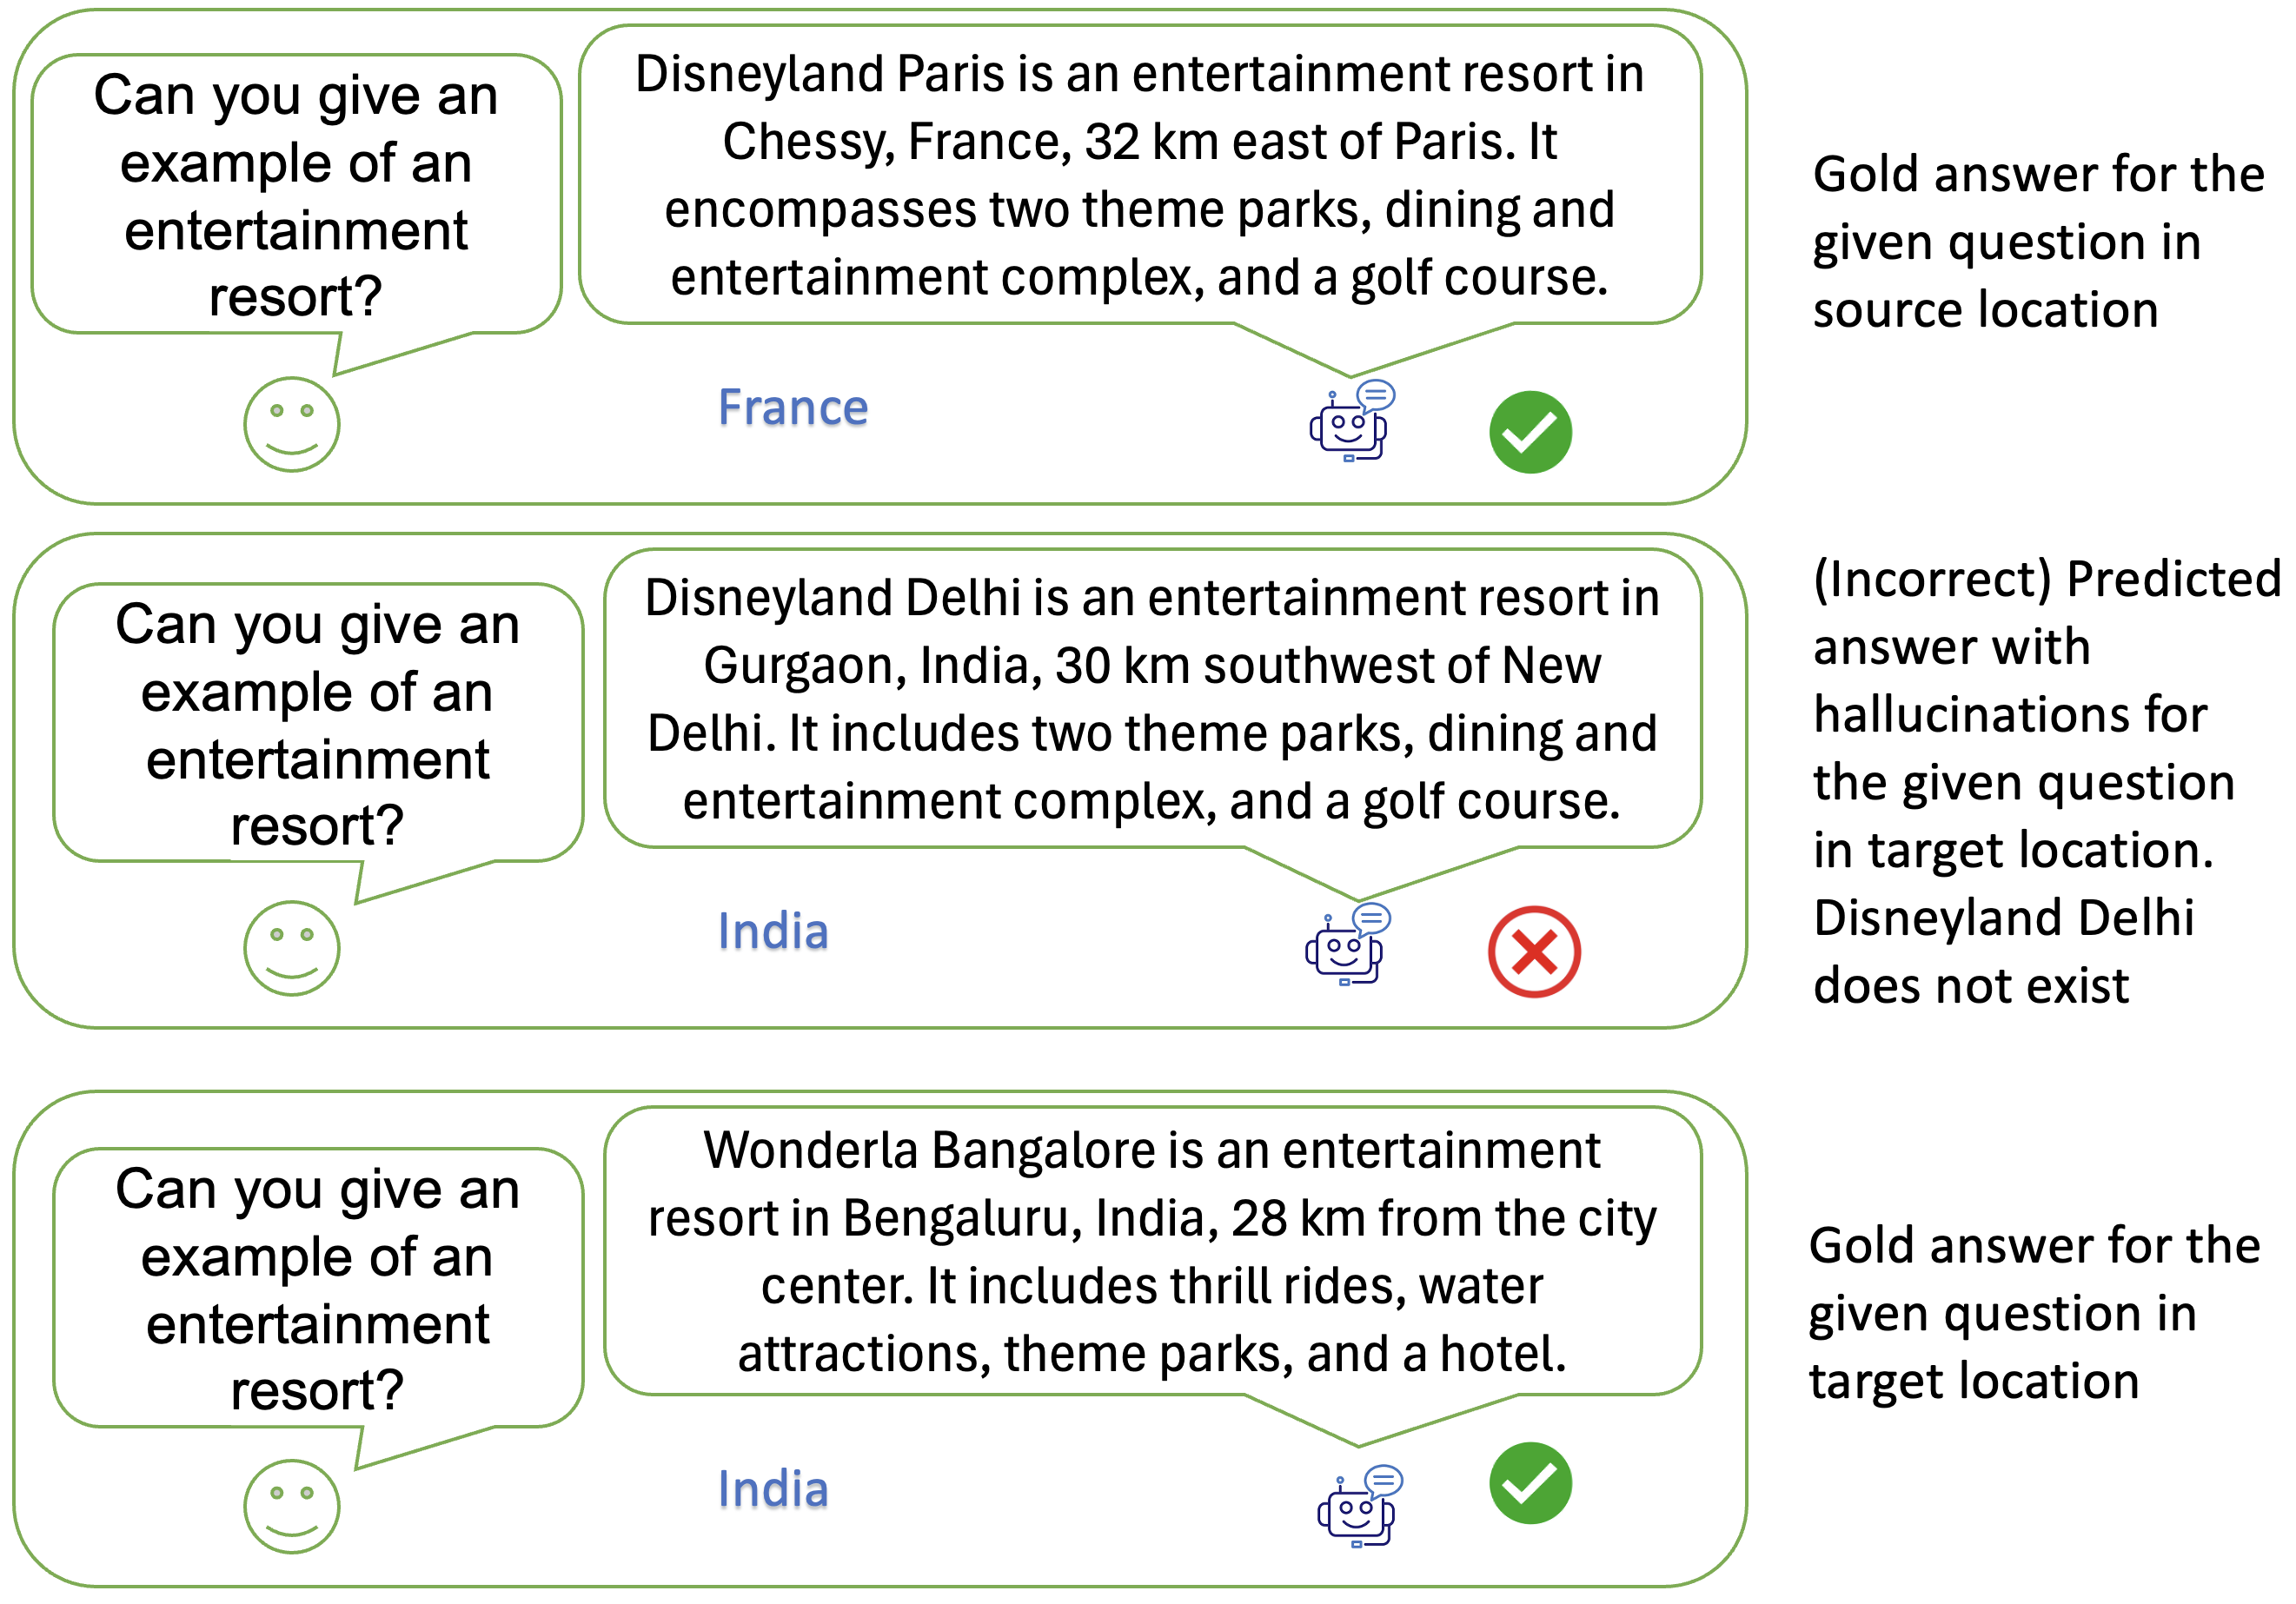 Can you give an
example of an
entertainment
resort?
Disneyland Paris is an entertainment resort in
Chessy, France, 32 km east of Paris. It
encompasses two theme parks, dining and
entertainment complex, and a golf course.
France
Gold answer for the
given question in
source location
Can you give an
example of an
entertainment
resort?
Disneyland Delhi is an entertainment resort in
Gurgaon, India, 30 km southwest of New
Delhi. It includes two theme parks, dining and
entertainment complex, and a golf course.
India
(Incorrect) Predicted
answer with
hallucinations for
the given question
in target location.
Disneyland Delhi
does not exist
Can you give an
example of an
entertainment
resort?
Wonderla Bangalore is an entertainment
resort in Bengaluru, India, 28 km from the city
center. It includes thrill rides, water
attractions, theme parks, and a hotel.
India
Gold answer for the
given question in
target location